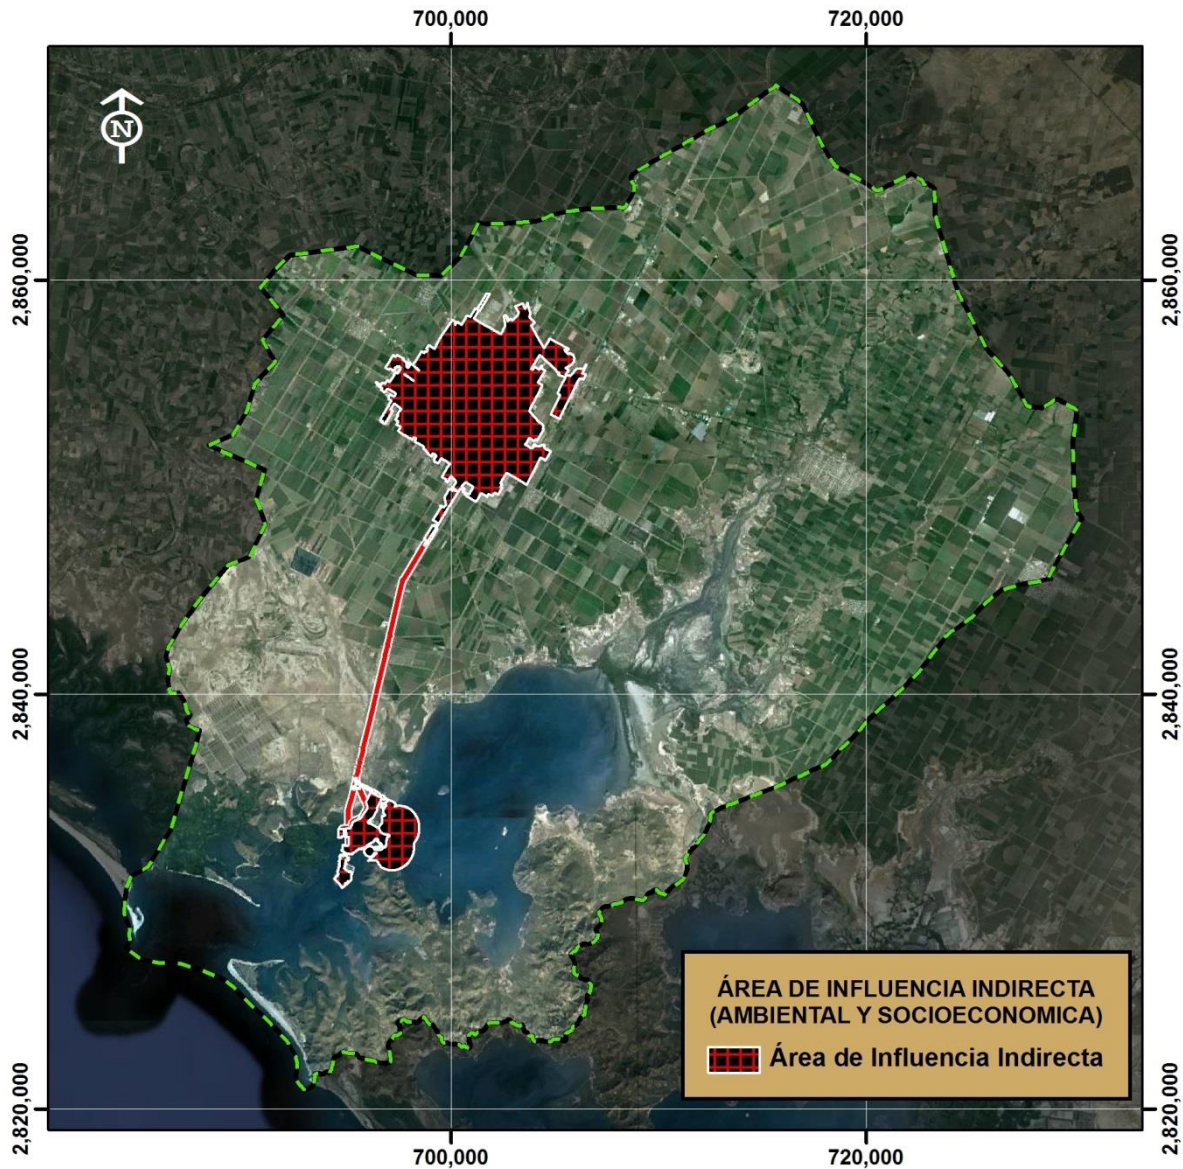 700,000
720,000
N
2,860,000
2,860,000
2,840,000
2,840,000
ÁREA DE INFLUENCIA INDIRECTA
(AMBIENTAL Y SOCIOECONOMICA)
Área de Influencia Indirecta
2,820,000
2,820,000
700,000
720,000